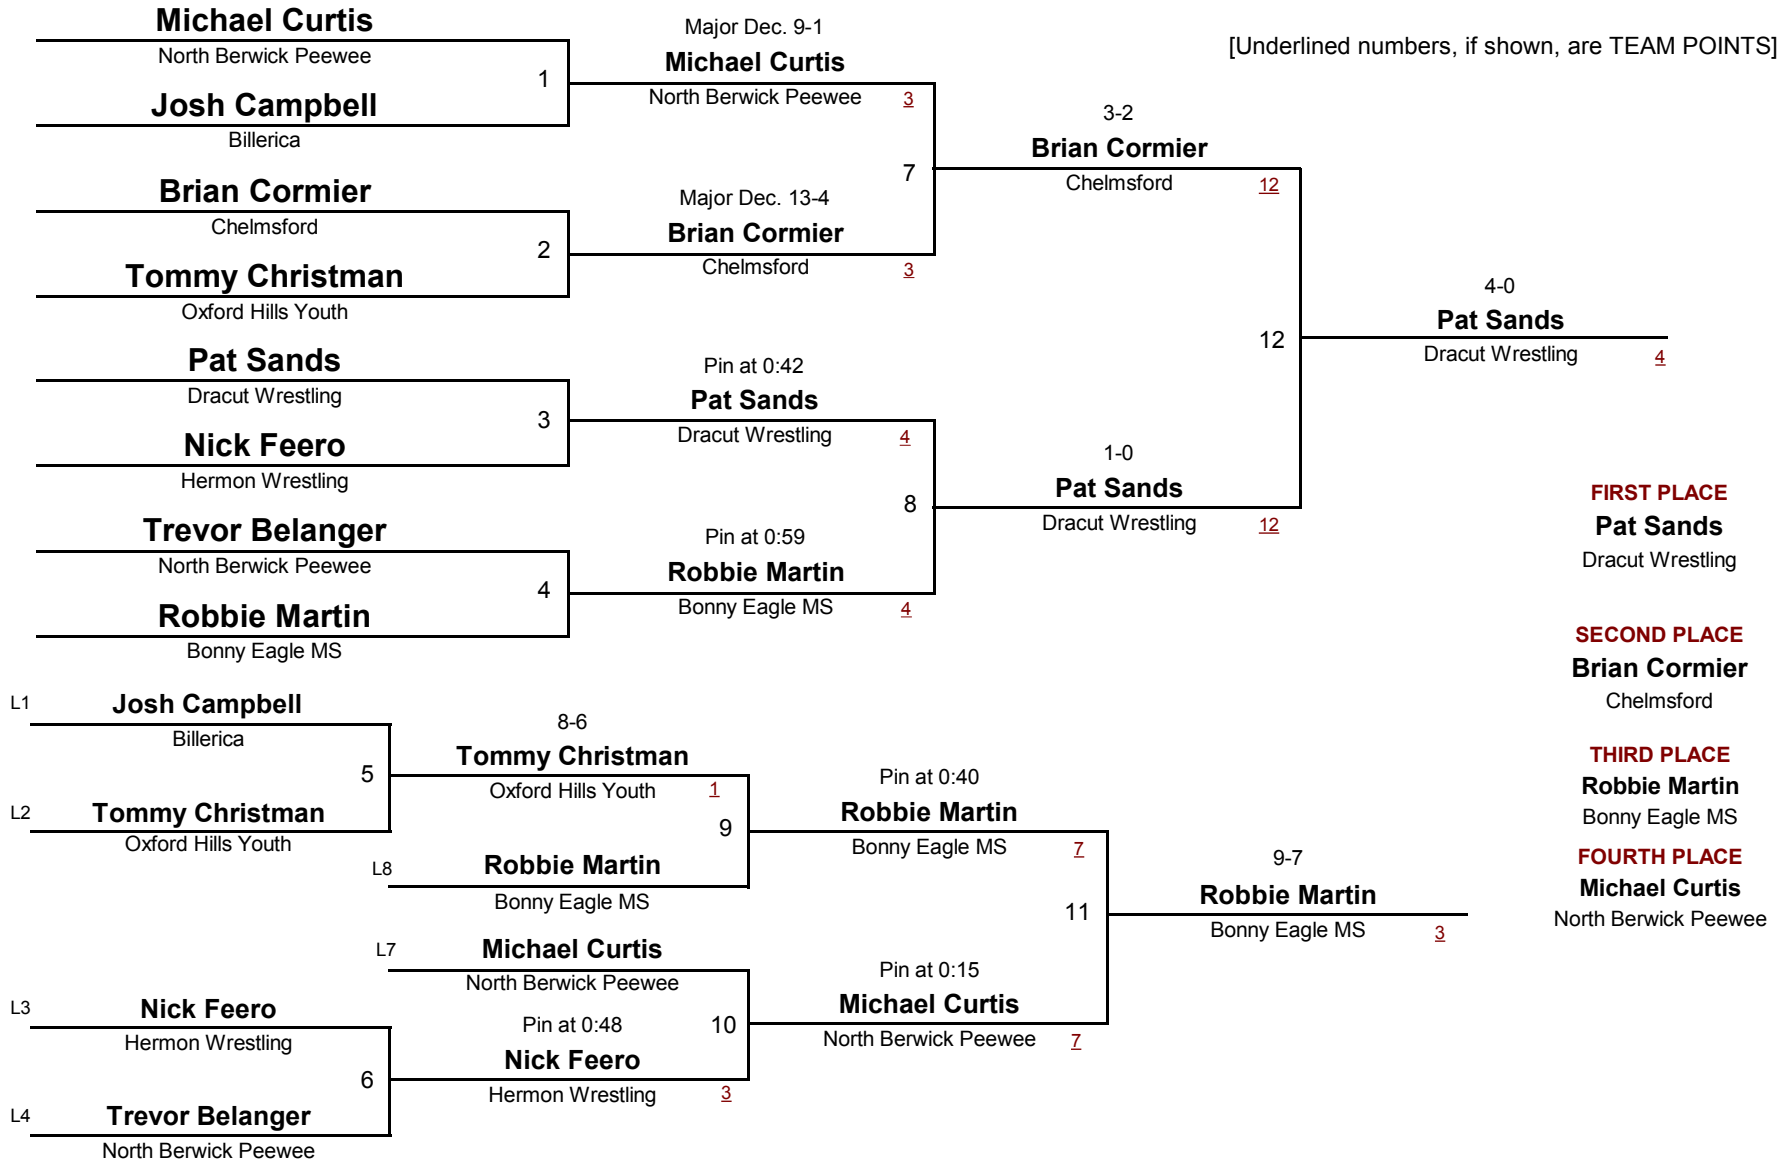 Michael Curtis
North Berwick Peewee
1
Josh Campbell
Billerica
Brian Cormier
Chelmsford
2
Tommy Christman
Oxford Hills Youth
Pat Sands
Dracut Wrestling
3
Nick Feero
Hermon Wrestling
Trevor Belanger
North Berwick Peewee
4
Robbie Martin
Bonny Eagle MS
Major Dec. 9-1
Michael Curtis
North Berwick Peewee 3
7
Major Dec. 13-4
Brian Cormier
Chelmsford 3
Pin at 0:42
Pat Sands
Dracut Wrestling 4
8
Pin at 0:59
Robbie Martin
Bonny Eagle MS 4
[Underlined numbers, if shown, are TEAM POINTS]
3-2
Brian Cormier
Chelmsford 12
12
1-0
Pat Sands
Dracut Wrestling 12
4-0
Pat Sands
Dracut Wrestling 4
FIRST PLACE
Pat Sands
Dracut Wrestling
SECOND PLACE
Brian Cormier
Chelmsford
THIRD PLACE
Robbie Martin
Bonny Eagle MS
FOURTH PLACE
Michael Curtis
North Berwick Peewee
L1 Josh Campbell
Billerica
5
L2 Tommy Christman
Oxford Hills Youth
8-6
Tommy Christman
Oxford Hills Youth 1
9
L8 Robbie Martin
Bonny Eagle MS
L7 Michael Curtis
North Berwick Peewee
10
L3 Nick Feero
Hermon Wrestling
6
L4 Trevor Belanger
North Berwick Peewee
Pin at 0:48
Nick Feero
Hermon Wrestling 3
Pin at 0:40
Robbie Martin
Bonny Eagle MS 7
11
Pin at 0:15
Michael Curtis
North Berwick Peewee 7
9-7
Robbie Martin
Bonny Eagle MS 3